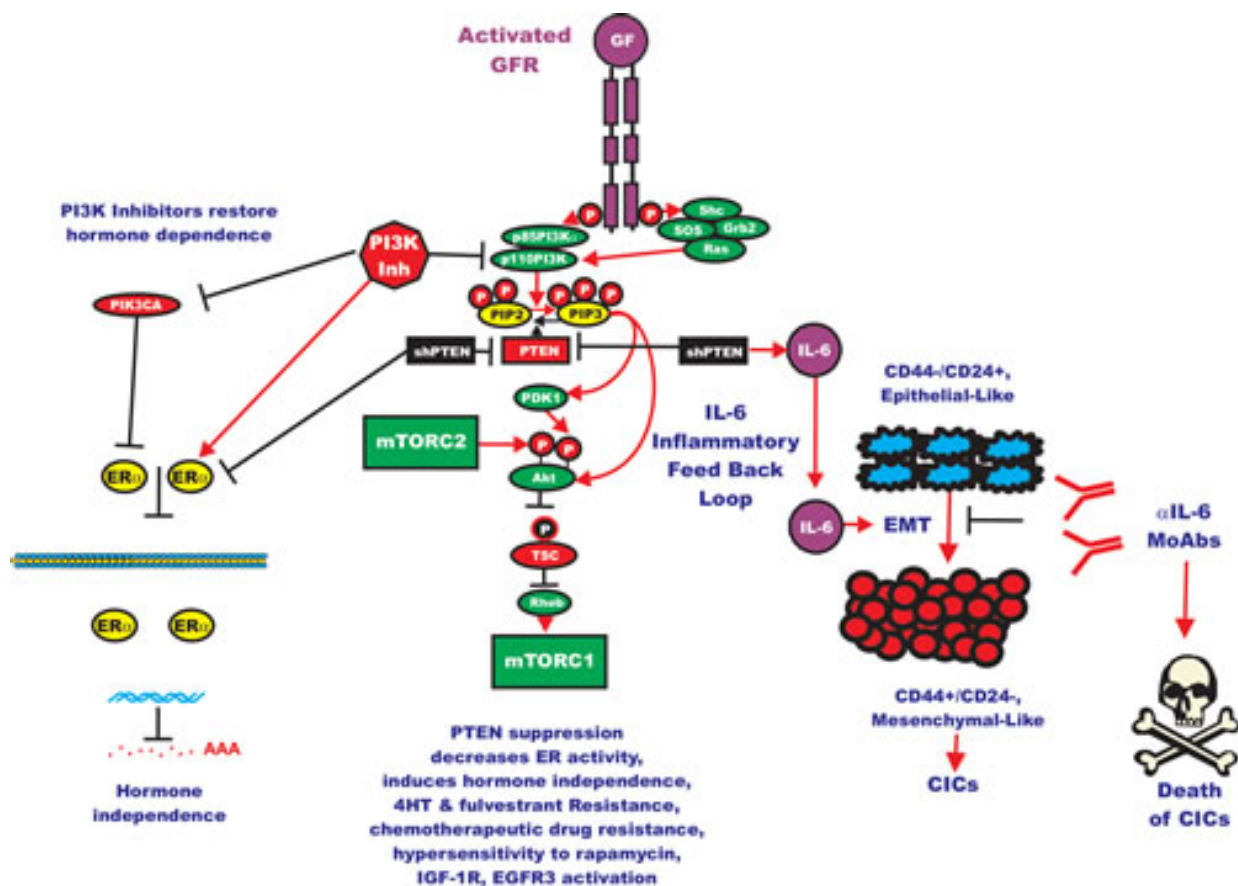 Activated
GFR
GF
PI3K Inhibitors restore
hormone dependence
PI3K
Inh
P
P
Shc
SOS
Grb2
Ras
p85PI3K
p110PI3K
PIK3CA
P
P
P
P
P
PIP2
PIP3
shPTEN
PTEN
shPTEN
IL-6
CD44-/CD24+,
Epithelial-Like
PDK1
mTORC2
P
P
Akt
IL-6
Inflammatory
Feed Back
Loop
ERα
ERα
IL-6
EMT
αIL-6
MoAbs
P
TSC
Rheb
mTORC1
ERα
ERα
AAA
Hormone
independence
PTEN suppression
decreases ER activity,
induces hormone independence,
4HT & fulvestrant Resistance,
chemotherapeutic drug resistance,
hypersensitivity to rapamycin,
IGF-1R, EGFR3 activation
CD44+/CD24-,
Mesenchymal-Like
CICs
Death
of CICs